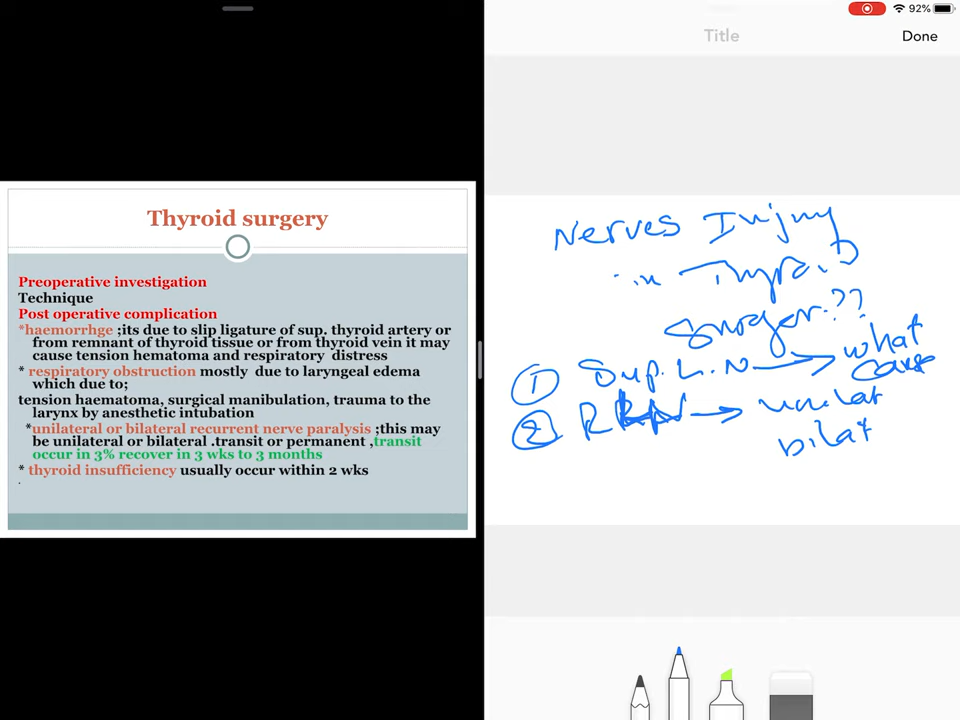 92%
Title
Done
Thyroid surgery
Preoperative investigation
Technique
Post operative complication
*haemorrhge ;its due to slip ligature of sup. thyroid artery or
from remnant of thyroid tissue or from thyroid vein it may
cause tension hematoma and respiratory distress
* respiratory obstruction mostly due to laryngeal edema
which due to;
tension haematoma, surgical manibulation, trauma to the
larynx by anesthetic intubation
*unilateral or bilateral recurrent nerve paralysis ;this may
be unilateral or bilateral .transit or permanent ,transit
occur in 3% recover in 3 wks to 3 months
* thyroid insufficiency usually occur within 2 wks
.
Nerves Injury
in Thyroid
surger.??
① Sup. L. N → what
cause
② R → unilat
bilat